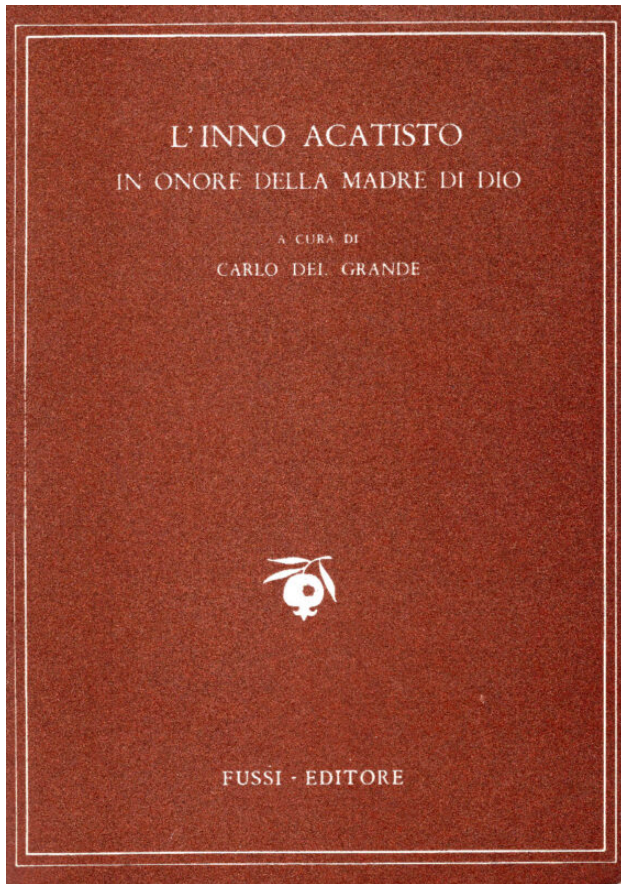 L'INNO ACATISTO
IN ONORE DELLA MADRE DI DIO
A CURA DI
CARLO DEL GRANDE
FUSSI - EDITORE